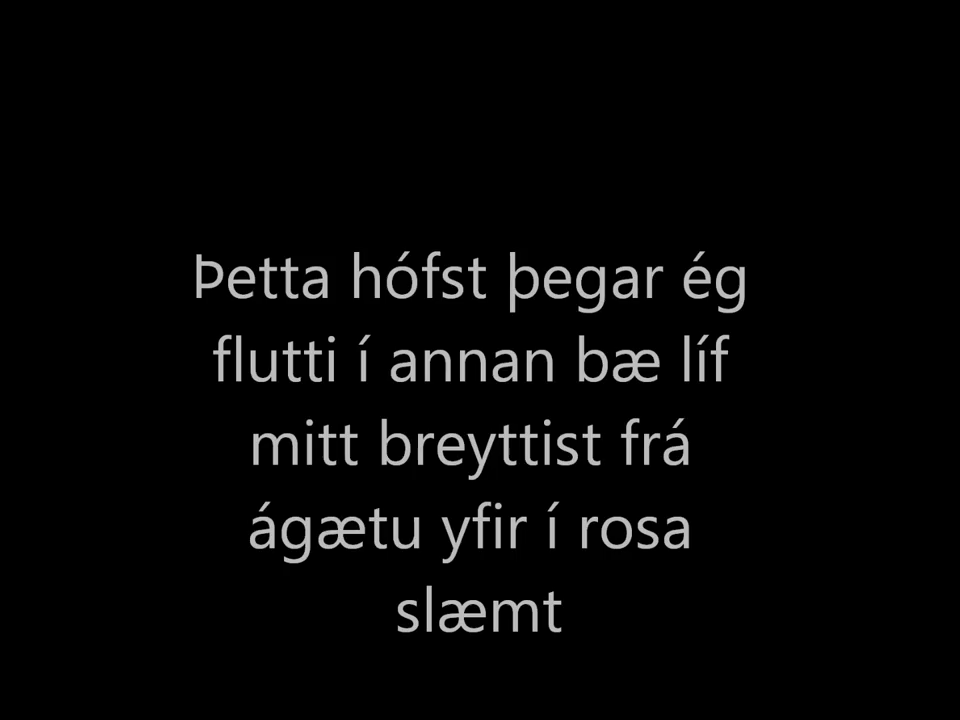 Þetta hófst þegar ég
flutti í annan bæ líf
mitt breyttist frá
ágætu yfir í rosa
slæmt